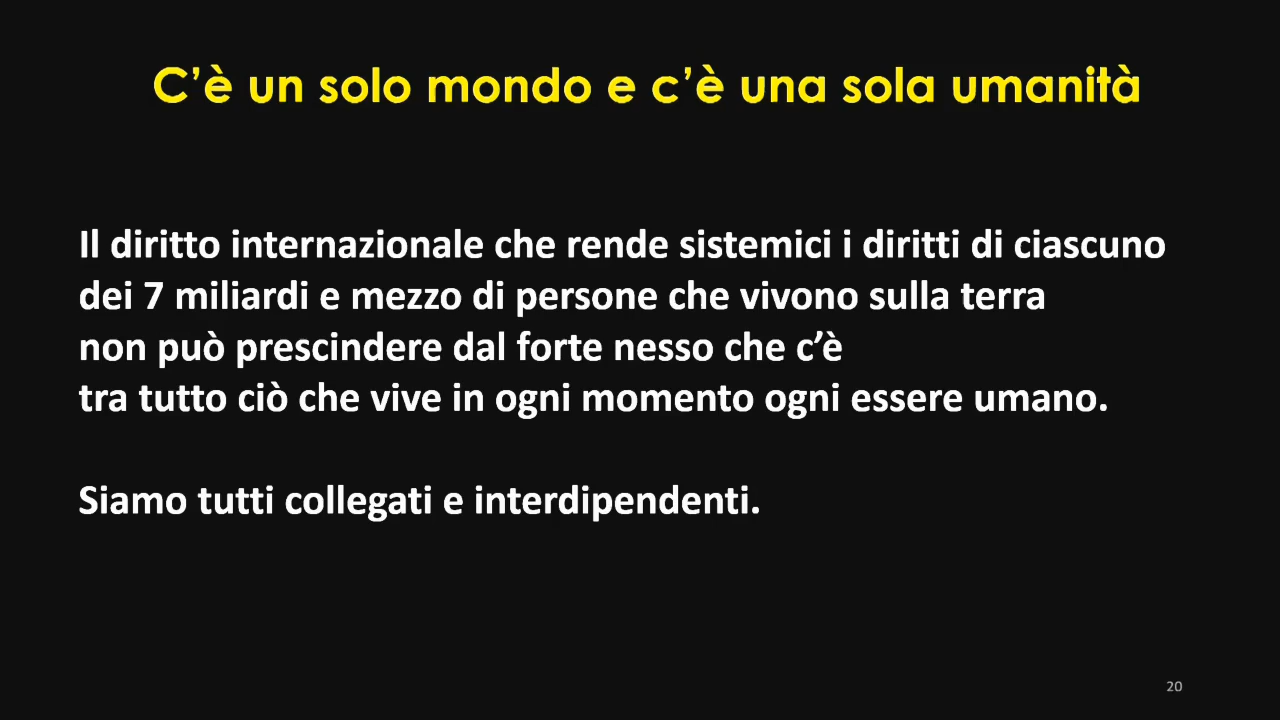 C’è un solo mondo e c’è una sola umanità
Il diritto internazionale che rende sistemici i diritti di ciascuno
dei 7 miliardi e mezzo di persone che vivono sulla terra
non può prescindere dal forte nesso che c’è
tra tutto ciò che vive in ogni momento ogni essere umano.
Siamo tutti collegati e interdipendenti.
20